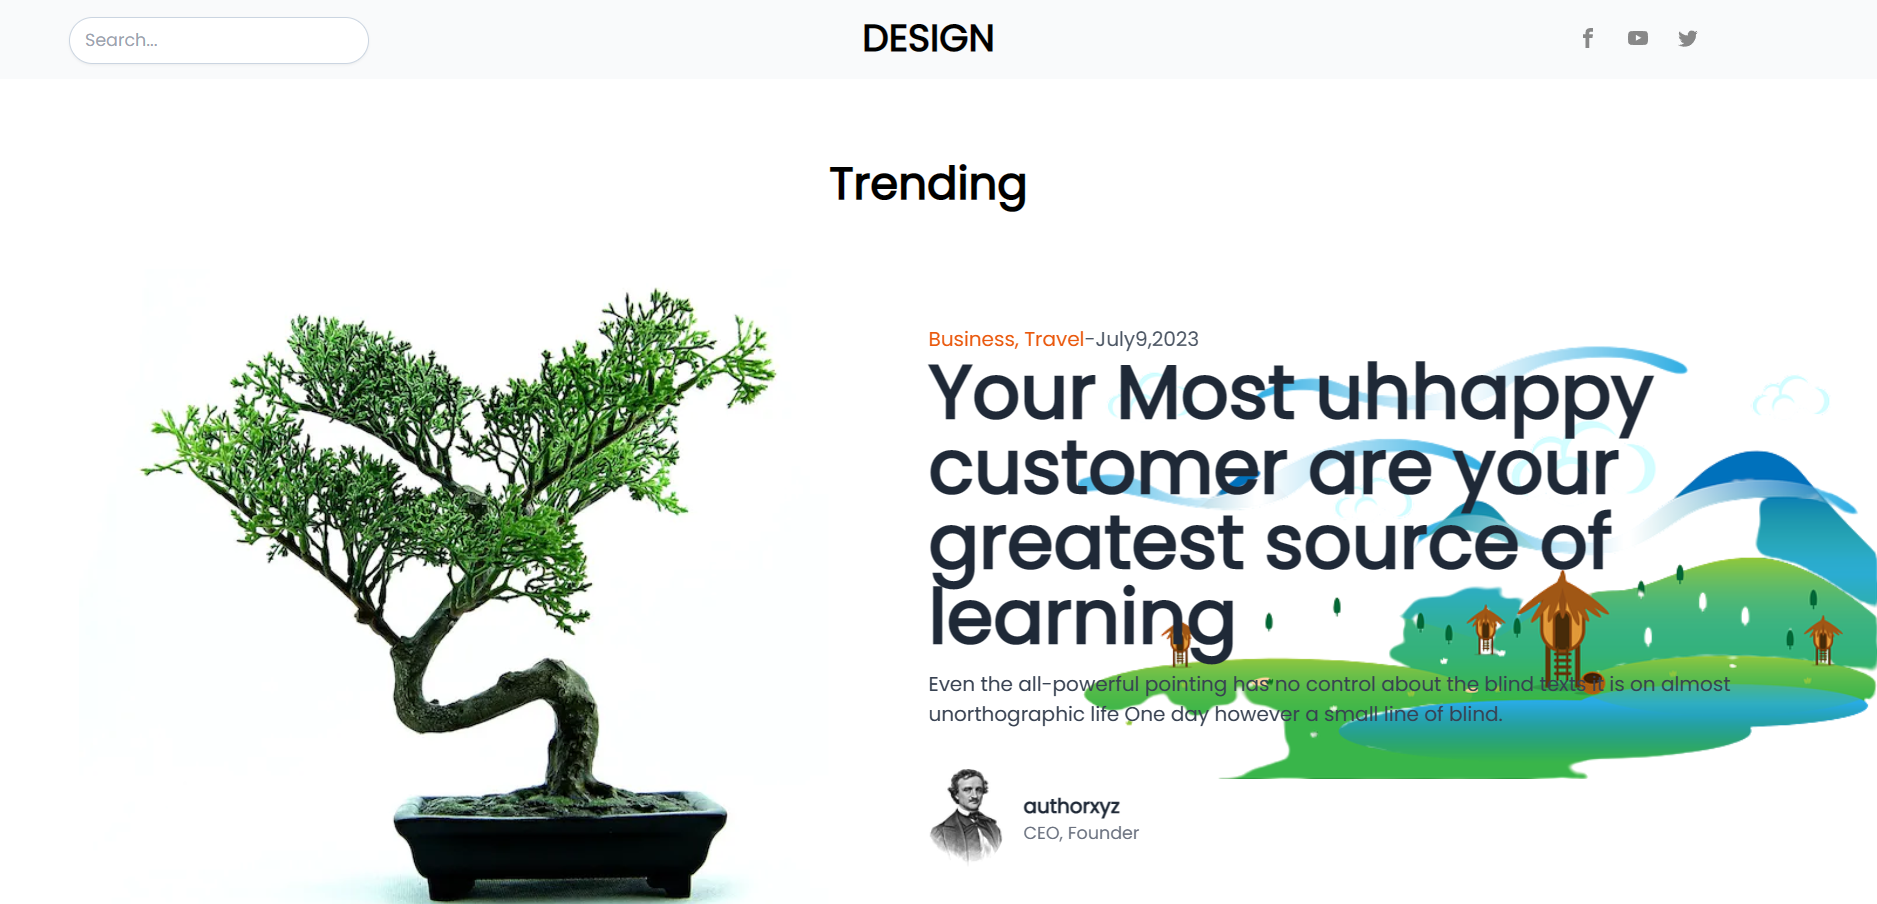 Search...
DESIGN
Trending
Business, Travel-July9,2023
Your Most uhhappy
customer are your
greatest source of
learning
Even the all-powerful pointing has no control about the blind texts it is on almost
unorthographic life One day however a small line of blind.
authorxyz
CEO, Founder